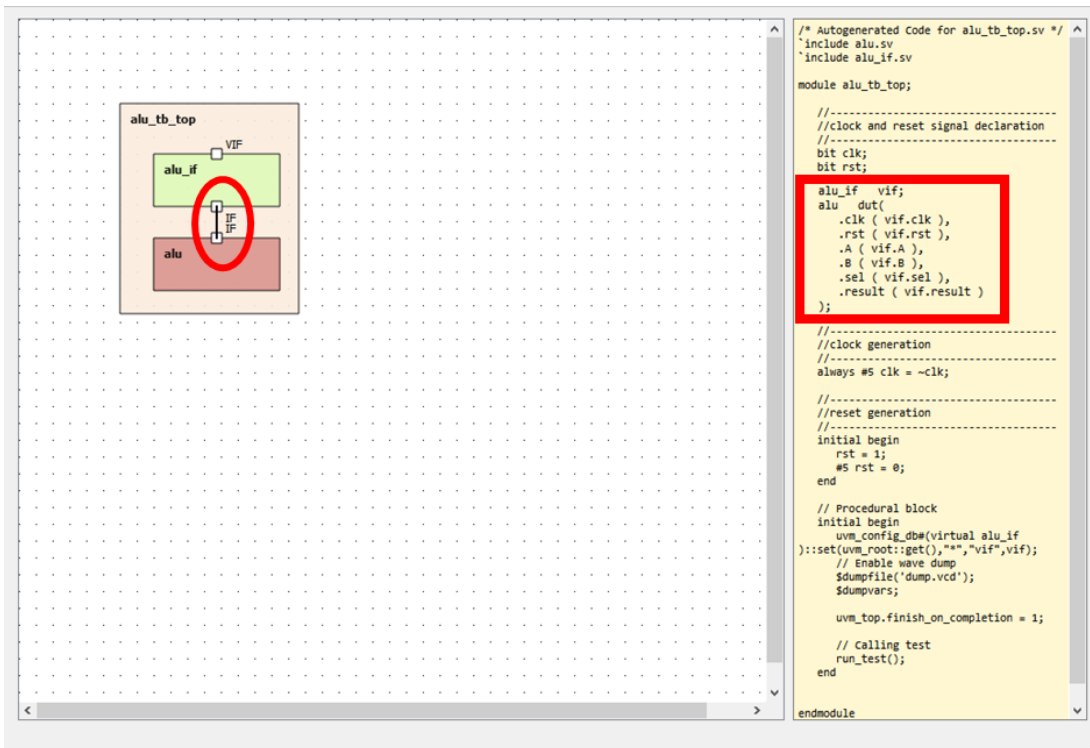 alu_tb_top
VIF
alu_if
IF
IF
alu
/* Autogenerated Code for alu_tb_top.sv */
`include alu.sv
`include alu_if.sv
module alu_tb_top;
//-----------------------------------
//clock and reset signal declaration
//-----------------------------------
bit clk;
bit rst;
alu_if   vif;
alu   dut(
.clk ( vif.clk ),
.rst ( vif.rst ),
.A ( vif.A ),
.B ( vif.B ),
.sel ( vif.sel ),
.result ( vif.result )
);
//-----------------------------------
//clock generation
//-----------------------------------
always #5 clk = ~clk;
//-----------------------------------
//reset generation
//-----------------------------------
initial begin
rst = 1;
#5 rst = 0;
end
// Procedural block
initial begin
uvm_config_db#(virtual alu_if
)::set(uvm_root::get(),"*","vif",vif);
// Enable wave dump
$dumpfile('dump.vcd');
$dumpvars;
uvm_top.finish_on_completion = 1;
// Calling test
run_test();
end
endmodule